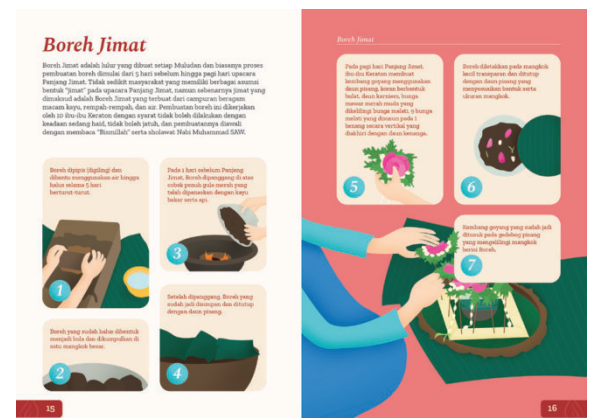 Boreh Jimat
Boreh Jimat adalah lulur yang dibuat setiap Muludan dan biasanya proses
pembuatan boreh dimulai dari 5 hari sebelum hingga pagi hari upacara
Panjang Jimat. Tidak sedikit masyarakat yang memiliki berbagai asumsi
bentuk "jimat" pada upacara Panjang Jimat, namun sebenarnya jimat yang
dimaksud adalah Boreh Jimat yang terbuat dari campuran beragam
macam kayu, rempah-rempah, dan air. Pembuatan boreh ini dikerjakan
oleh 10 ibu-ibu Keraton dengan syarat tidak boleh dilakukan dengan
keadaan sedang haid, tidak boleh jatuh, dan pembuatannya diawali
dengan membaca "Bismillah" serta sholawat Nabi Muhammad SAW.
Boreh dipipis (digiling) dan
dibantu menggunakan air hingga
halus selama 5 hari
berturut-turut.
1
Boreh yang sudah halus dibentuk
menjadi bola dan dikumpulkan di
satu mangkok besar.
2
Pada 1 hari sebelum Panjang
Jimat, Boreh dipanggang di atas
cobek penuh gula merah yang
telah dipanaskan dengan kayu
bakar serta api.
3
Setelah dipanggang, Boreh yang
sudah jadi disimpan dan ditutup
dengan daun pisang.
4
15
Boreh Jimat
Pada pagi hari Panjang Jimat,
ibu-ibu Keraton membuat
kembang goyang menggunakan
daun pisang, koran berbentuk
bulat, daun karsinen, bunga
mawar merah muda yang
dikelilingi bunga melati, 9 bunga
melati yang disusun pada 1
benang secara vertikal yang
diakhiri dengan daun kenanga.
5
Boreh diletakkan pada mangkok
kecil transparan dan ditutup
dengan daun pisang yang
menyesuaikan bentuk serta
ukuran mangkok.
6
Kembang goyang yang sudah jadi
ditusuk pada gedebog pisang
yang mengelilingi mangkok
berisi Boreh.
7
16